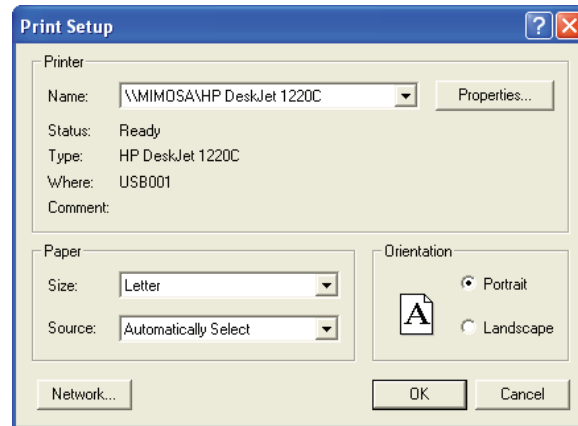 Print Setup
Printer
Name: \\MIMOSA\HP DeskJet 1220C Properties...
Status: Ready
Type: HP DeskJet 1220C
Where: USB001
Comment:
Paper
Size: Letter
Source: Automatically Select
Orientation
A
Portrait
Landscape
Network... OK Cancel